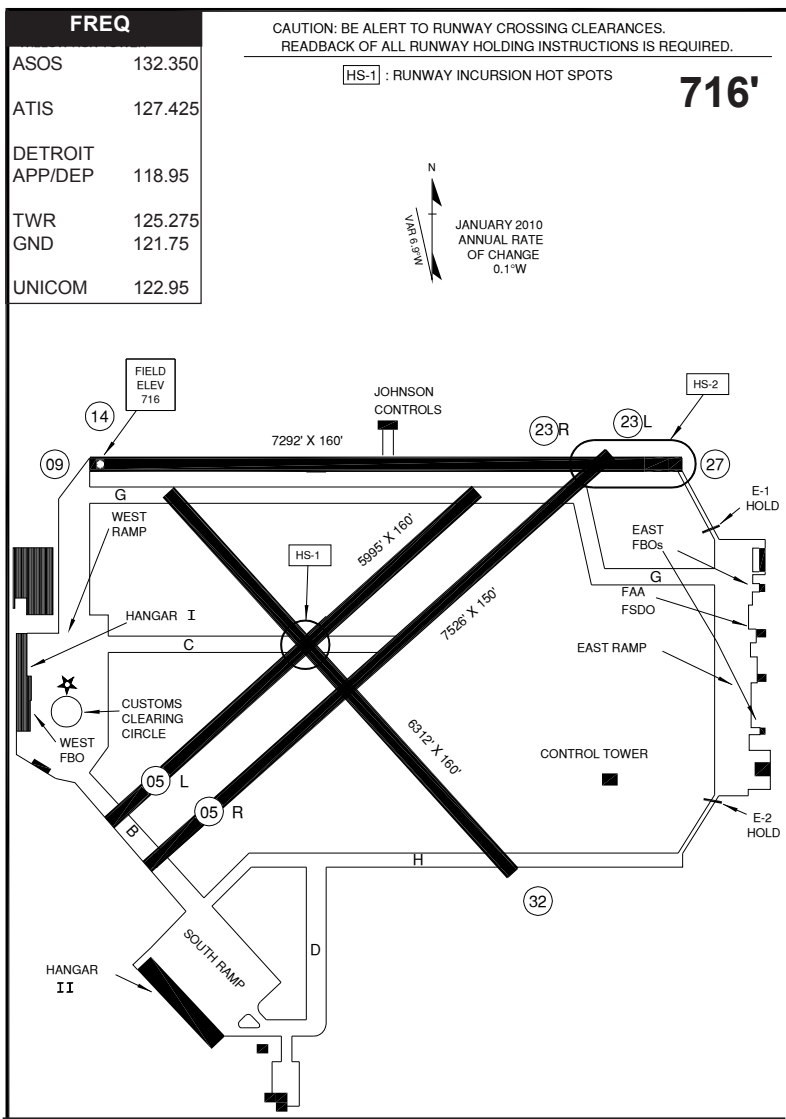 FREQ
ASOS 132.350
ATIS 127.425
DETROIT
APP/DEP 118.95
TWR 125.275
GND 121.75
UNICOM 122.95
CAUTION: BE ALERT TO RUNWAY CROSSING CLEARANCES.
READBACK OF ALL RUNWAY HOLDING INSTRUCTIONS IS REQUIRED.
HS-1 : RUNWAY INCURSION HOT SPOTS
716'
N
VAR 6.9°W
JANUARY 2010
ANNUAL RATE
OF CHANGE
0.1°W
FIELD
ELEV
716
14
09
7292' X 160'
JOHNSON
CONTROLS
23 R
23 L
HS-2
27
G
WEST
RAMP
HS-1
5995' X 160'
7526' X 150'
E-1
HOLD
EAST
FBOs
G
FAA
FSDO
HANGAR I
C
EAST RAMP
CUSTOMS
CLEARING
CIRCLE
WEST
FBO
6312' X 160'
CONTROL TOWER
05 L
05 R
B
E-2
HOLD
H
32
SOUTH RAMP
D
HANGAR
II